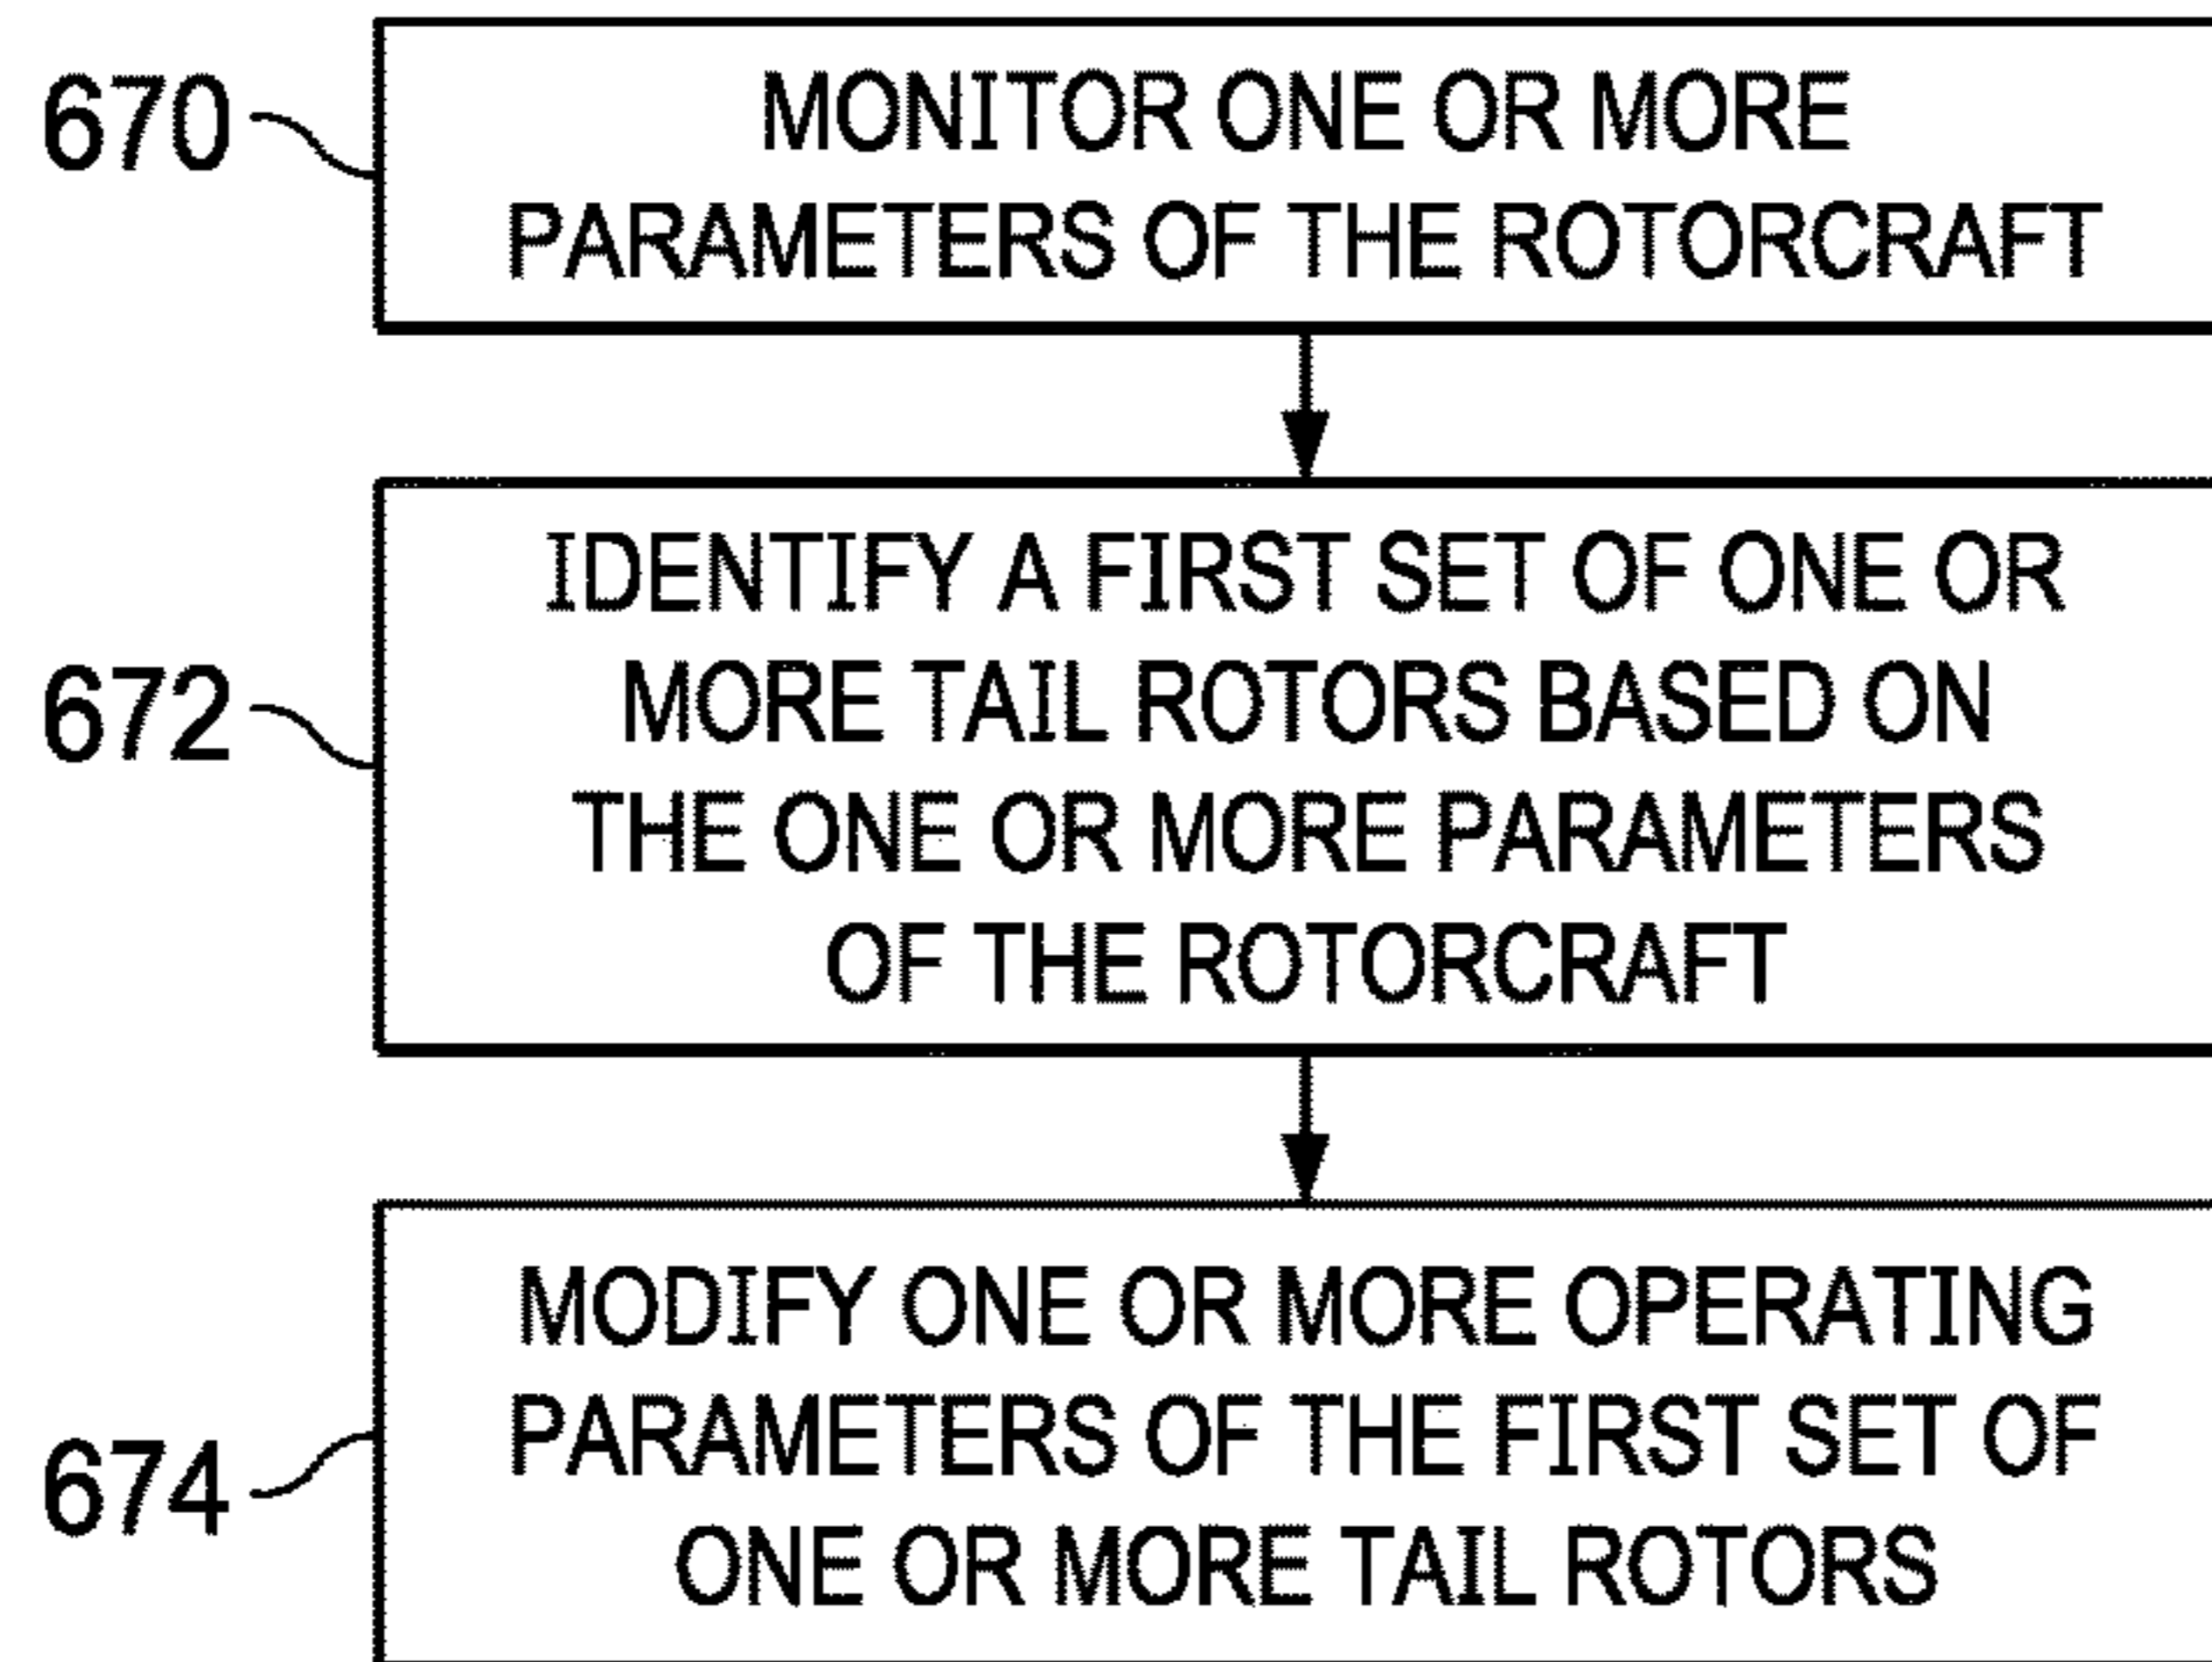 670
MONITOR ONE OR MORE
PARAMETERS OF THE ROTORCRAFT
672
IDENTIFY A FIRST SET OF ONE OR
MORE TAIL ROTORS BASED ON
THE ONE OR MORE PARAMETERS
OF THE ROTORCRAFT
674
MODIFY ONE OR MORE OPERATING
PARAMETERS OF THE FIRST SET OF
ONE OR MORE TAIL ROTORS